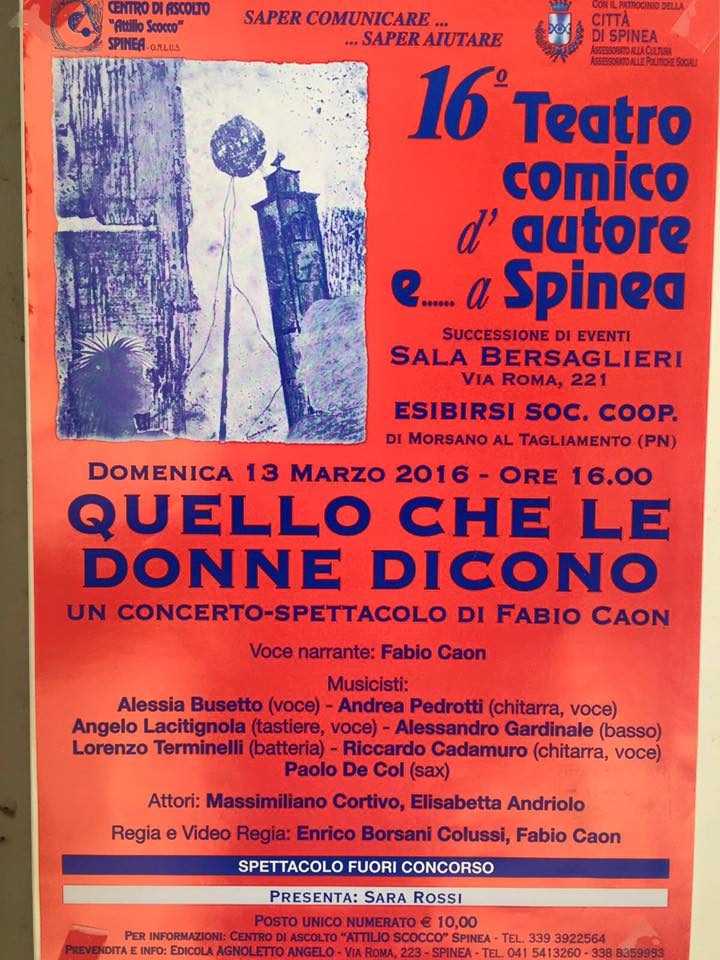 CENTRO DI ASCOLTO
"Attilio Scocco"
SPINEA - O.N.L.U.S.
SAPER COMUNICARE ...
... SAPER AIUTARE
CON IL PATROCINIO DELLA
CITTÀ
DI SPINEA
ASSESSORATO ALLA CULTURA
ASSESSORATO ALLE POLITICHE SOCIALI
16° Teatro
comico
d' autore
e...... a Spinea
SUCCESSIONE DI EVENTI
SALA BERSAGLIERI
VIA ROMA, 221
ESIBIRSI SOC. COOP.
DI MORSANO AL TAGLIAMENTO (PN)
DOMENICA 13 MARZO 2016 - ORE 16.00
QUELLO CHE LE
DONNE DICONO
UN CONCERTO-SPETTACOLO DI FABIO CAON
Voce narrante: Fabio Caon
Musicisti:
Alessia Busetto (voce) - Andrea Pedrotti (chitarra, voce)
Angelo Lacitignola (tastiere, voce) - Alessandro Gardinale (basso)
Lorenzo Terminelli (batteria) - Riccardo Cadamuro (chitarra, voce)
Paolo De Col (sax)
Attori: Massimiliano Cortivo, Elisabetta Andriolo
Regia e Video Regia: Enrico Borsani Colussi, Fabio Caon
SPETTACOLO FUORI CONCORSO
PRESENTA: SARA ROSSI
POSTO UNICO NUMERATO € 10,00
PER INFORMAZIONI: CENTRO DI ASCOLTO "ATTILIO SCOCCO" SPINEA - TEL. 339 3922564
PREVENDITA E INFO: EDICOLA AGNOLETTO ANGELO - VIA ROMA, 223 - SPINEA - TEL. 041 5413260 - 338 8359993